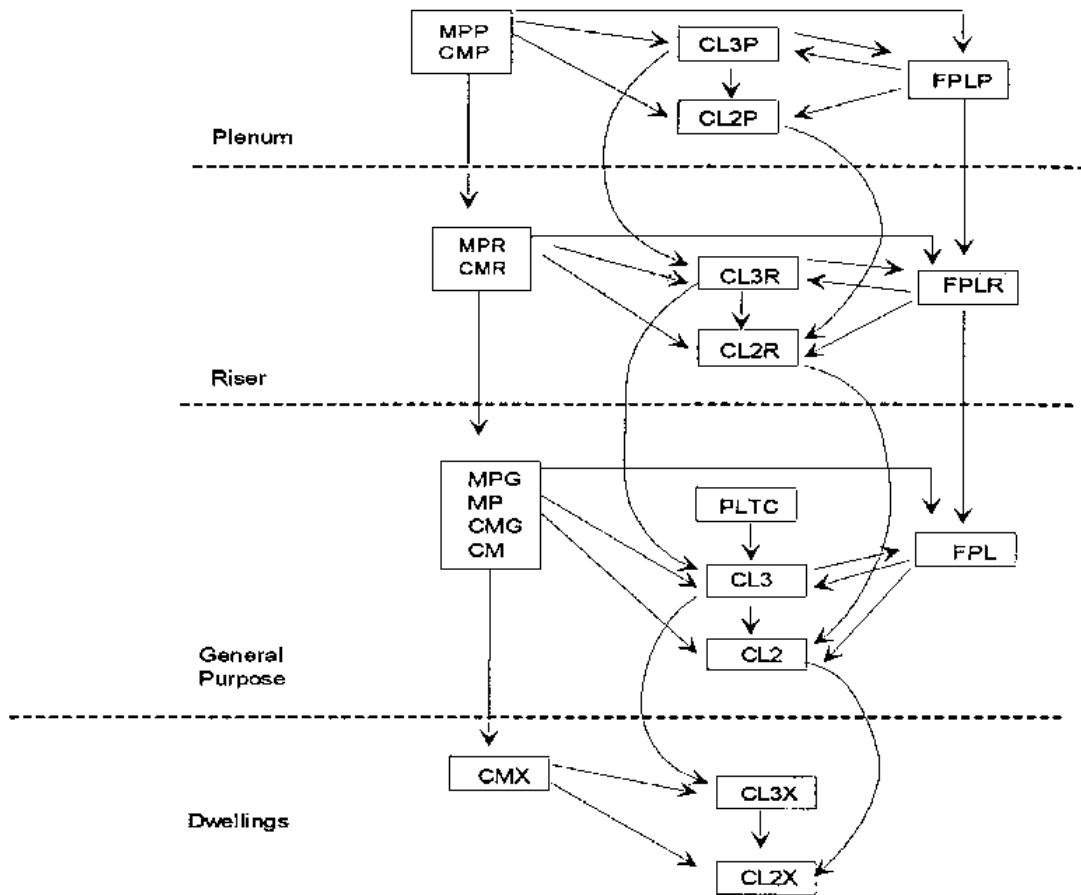 MPP
CMP
CL3P
FPLP
CL2P
Plenum
MPR
CMR
CL3R
FPLR
CL2R
Riser
MPG
MP
CMG
CM
PLTC
FPL
CL3
CL2
General
Purpose
CMX
CL3X
Dwellings
CL2X